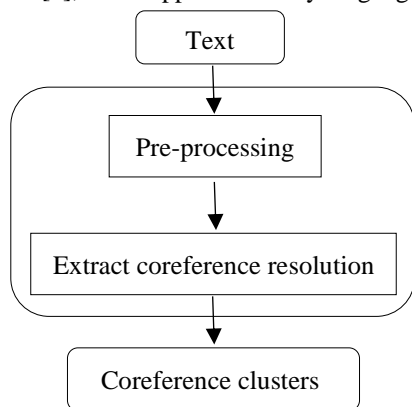 Text
Pre-processing
Extract coreference resolution
Coreference clusters